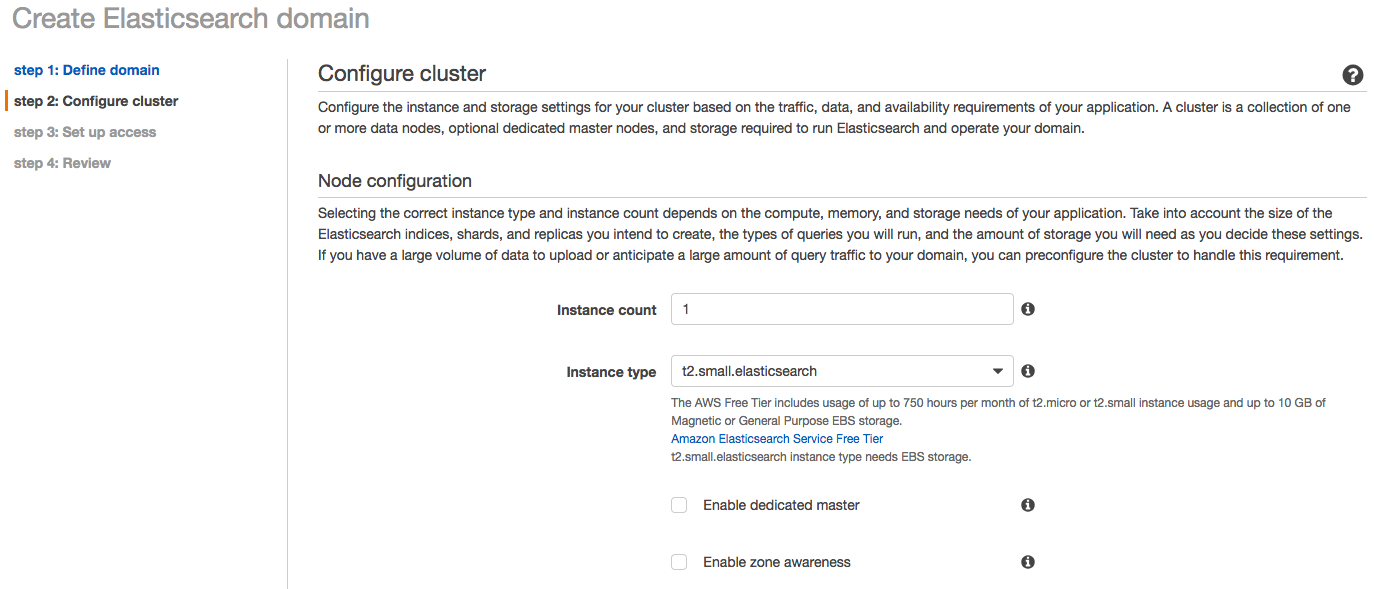 Create Elasticsearch domain
step 1: Define domain
step 2: Configure cluster
step 3: Set up access
step 4: Review
Configure cluster
Configure the instance and storage settings for your cluster based on the traffic, data, and availability requirements of your application. A cluster is a collection of one
or more data nodes, optional dedicated master nodes, and storage required to run Elasticsearch and operate your domain.
Node configuration
Selecting the correct instance type and instance count depends on the compute, memory, and storage needs of your application. Take into account the size of the
Elasticsearch indices, shards, and replicas you intend to create, the types of queries you will run, and the amount of storage you will need as you decide these settings.
If you have a large volume of data to upload or anticipate a large amount of query traffic to your domain, you can preconfigure the cluster to handle this requirement.
Instance count 1
Instance type t2.small.elasticsearch
The AWS Free Tier includes usage of up to 750 hours per month of t2.micro or t2.small instance usage and up to 10 GB of
Magnetic or General Purpose EBS storage.
Amazon Elasticsearch Service Free Tier
t2.small.elasticsearch instance type needs EBS storage.
Enable dedicated master
Enable zone awareness